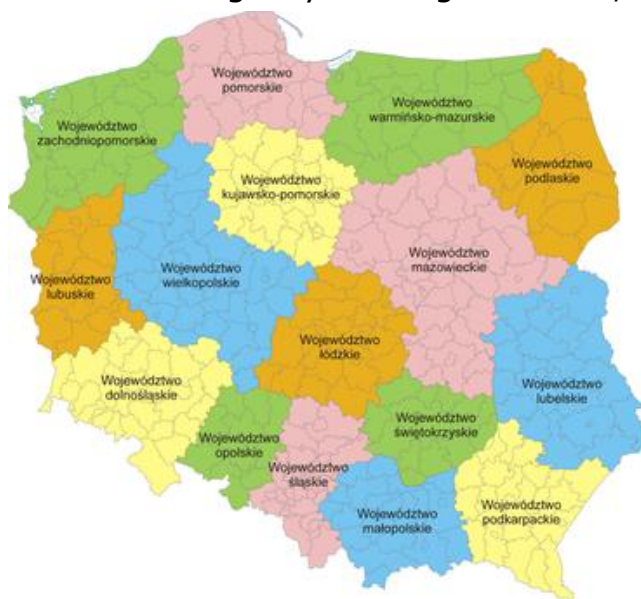 Województwo
pomorskie
Województwo
zachodniopomorskie
Województwo
warmińsko-mazurskie
Województwo
podlaskie
Województwo
kujawsko-pomorskie
Województwo
mazowieckie
Województwo
wielkopolskie
Województwo
lubuskie
Województwo
łódzkie
Województwo
dolnośląskie
Województwo
lubelskie
Województwo
opolskie
Województwo
świętokrzyskie
Województwo
śląskie
Województwo
małopolskie
Województwo
podkarpackie